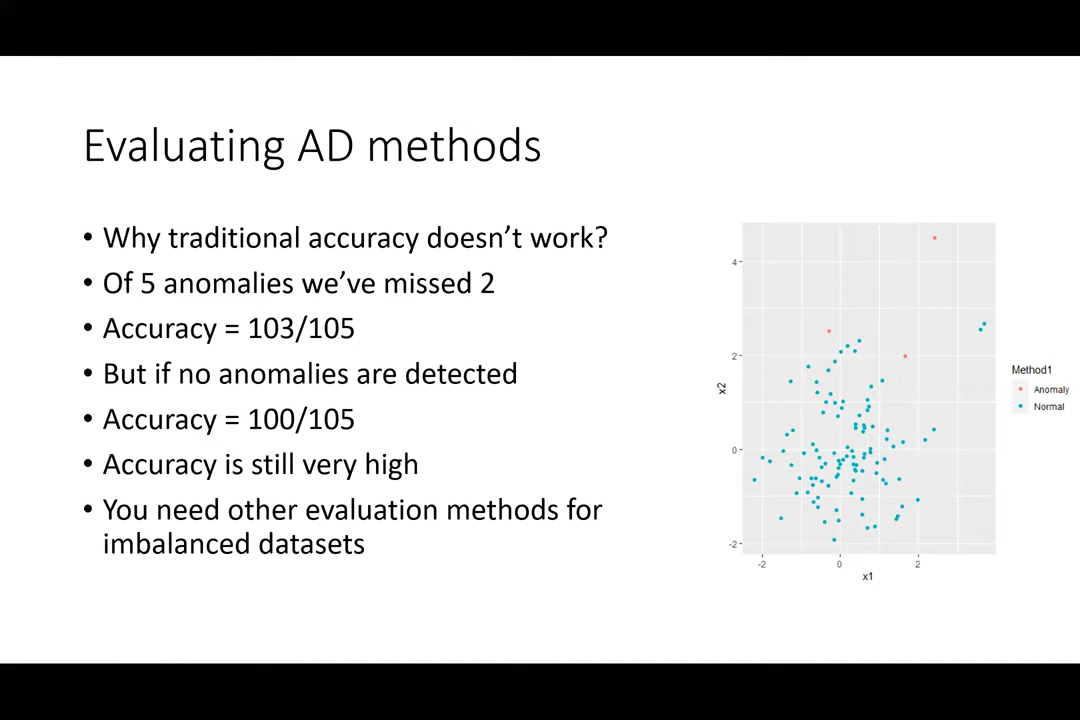 Evaluating AD methods
• Why traditional accuracy doesn’t work?
• Of 5 anomalies we’ve missed 2
• Accuracy = 103/105
• But if no anomalies are detected
• Accuracy = 100/105
• Accuracy is still very high
• You need other evaluation methods for
imbalanced datasets
4
2
0
-2
x2
-2 0 2
x1
Method1
Anomaly
Normal